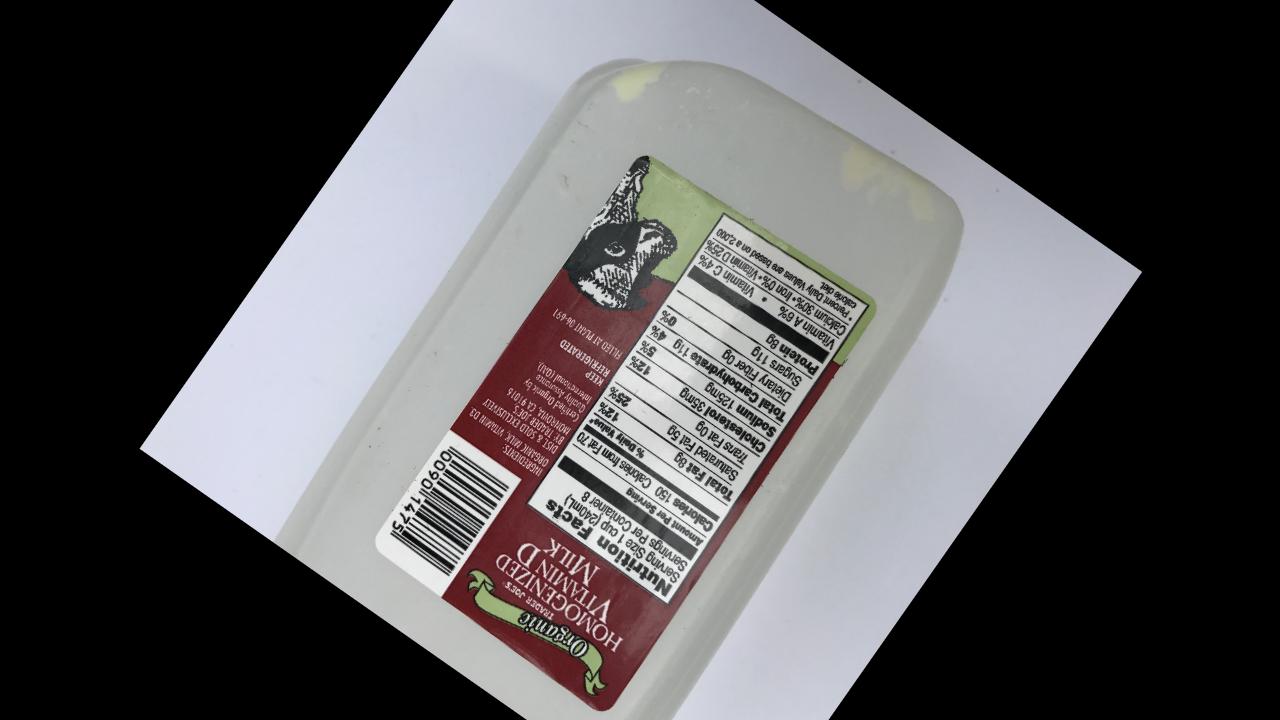 Organic
TRADER JOE'S
HOMOGENIZED
VITAMIN D
MILK
Nutrition Facts
Serving Size 1 cup (240mL)
Servings Per Container 8
Amount Per Serving
Calories 150 Calories from Fat 70
% Daily Value*
Total Fat 8g 12%
Saturated Fat 5g 25%
Trans Fat 0g
Cholesterol 35mg 12%
Sodium 125mg 5%
Total Carbohydrate 11g 4%
Dietary Fiber 0g 0%
Sugars 11g
Protein 8g
Vitamin A 6% • Vitamin C 4%
Calcium 30% • Iron 0% • Vitamin D 25%
*Percent Daily Values are based on a 2,000
calorie diet.
INGREDIENTS:
ORGANIC MILK, VITAMIN D3
DIST & SOLD EXCLUSIVELY
BY TRADER JOE'S
MONROVIA, CA 91016
Certified Organic by
Quality Assurance
International (QAI).
KEEP
REFRIGERATED
FILLED AT PLANT 06-691
0090 1475